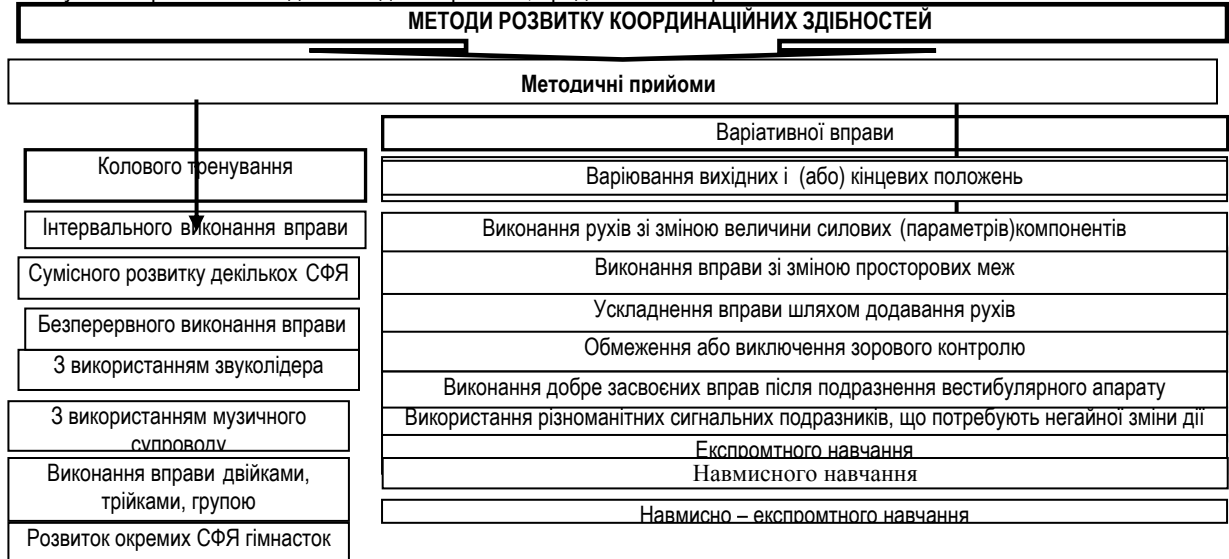 МЕТОДИ РОЗВИТКУ КООРДИНАЦІЙНИХ ЗДІБНОСТЕЙ
Методичні прийоми
Колового тренування
Інтервального виконання вправи
Сумісного розвитку декількох СФЯ
Безперервного виконання вправи
З використанням звуколідера
З використанням музичного
супроводу
Виконання вправи двійками,
трійками, групою
Розвиток окремих СФЯ гімнасток
Варіативної вправи
Варіювання вихідних і (або) кінцевих положень
Виконання рухів зі зміною величини силових (параметрів)компонентів
Виконання вправи зі зміною просторових меж
Ускладнення вправи шляхом додавання рухів
Обмеження або виключення зорового контролю
Виконання добре засвоєних вправ після подразнення вестибулярного апарату
Використання різноманітних сигнальних подразників, що потребують негайної зміни дії
Експромтного навчання
Навмисного навчання
Навмисно – експромтного навчання